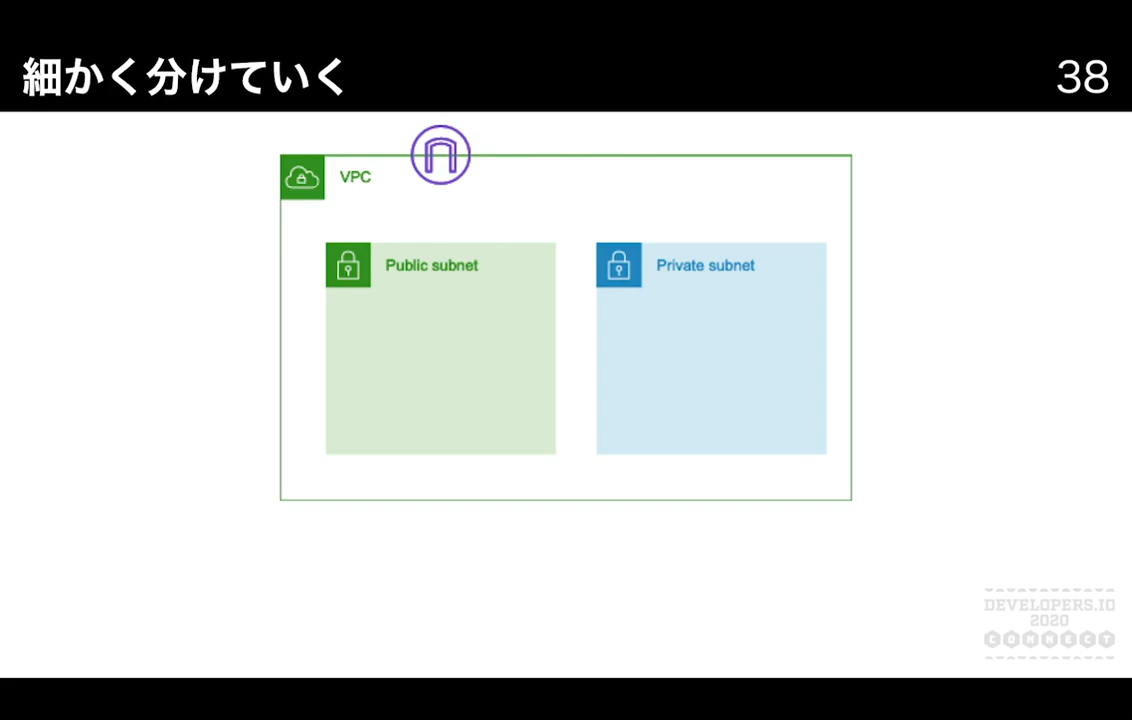 細かく分けていく
38
VPC
Public subnet
Private subnet
DEVELOPERS.IO
2020
CONNECT